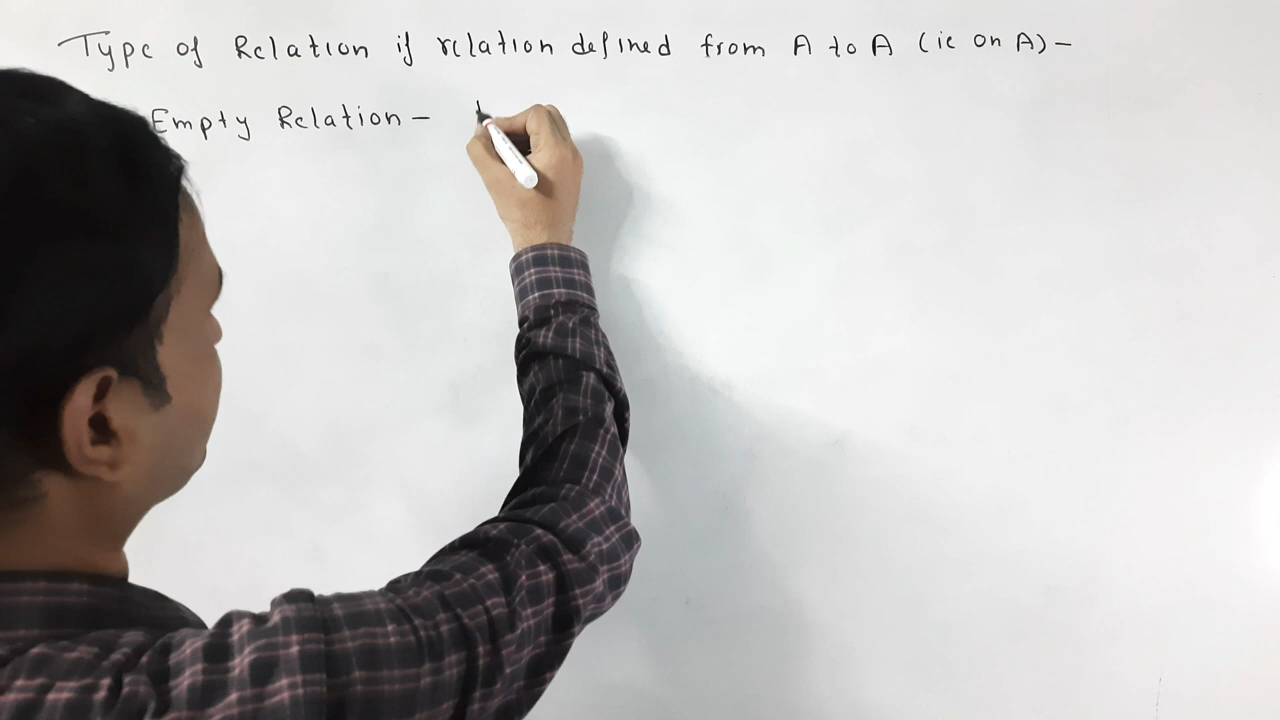 Type of Relation if relation defined from A to A (ie on A) –
Empty Relation –